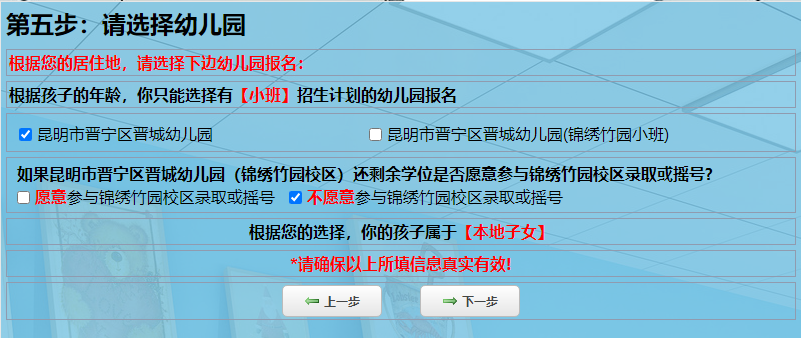 第五步：请选择幼儿园
根据您的居住地，请选择下边幼儿园报名：
根据孩子的年龄，你只能选择有【小班】招生计划的幼儿园报名
昆明市晋宁区晋城幼儿园 昆明市晋宁区晋城幼儿园(锦绣竹园小班)
如果昆明市晋宁区晋城幼儿园（锦绣竹园校区）还剩余学位是否愿意参与锦绣竹园校区录取或摇号?
愿意参与锦绣竹园校区录取或摇号 不愿意参与锦绣竹园校区录取或摇号
根据您的选择，你的孩子属于【本地子女】
*请确保以上所填信息真实有效!
上一步 下一步